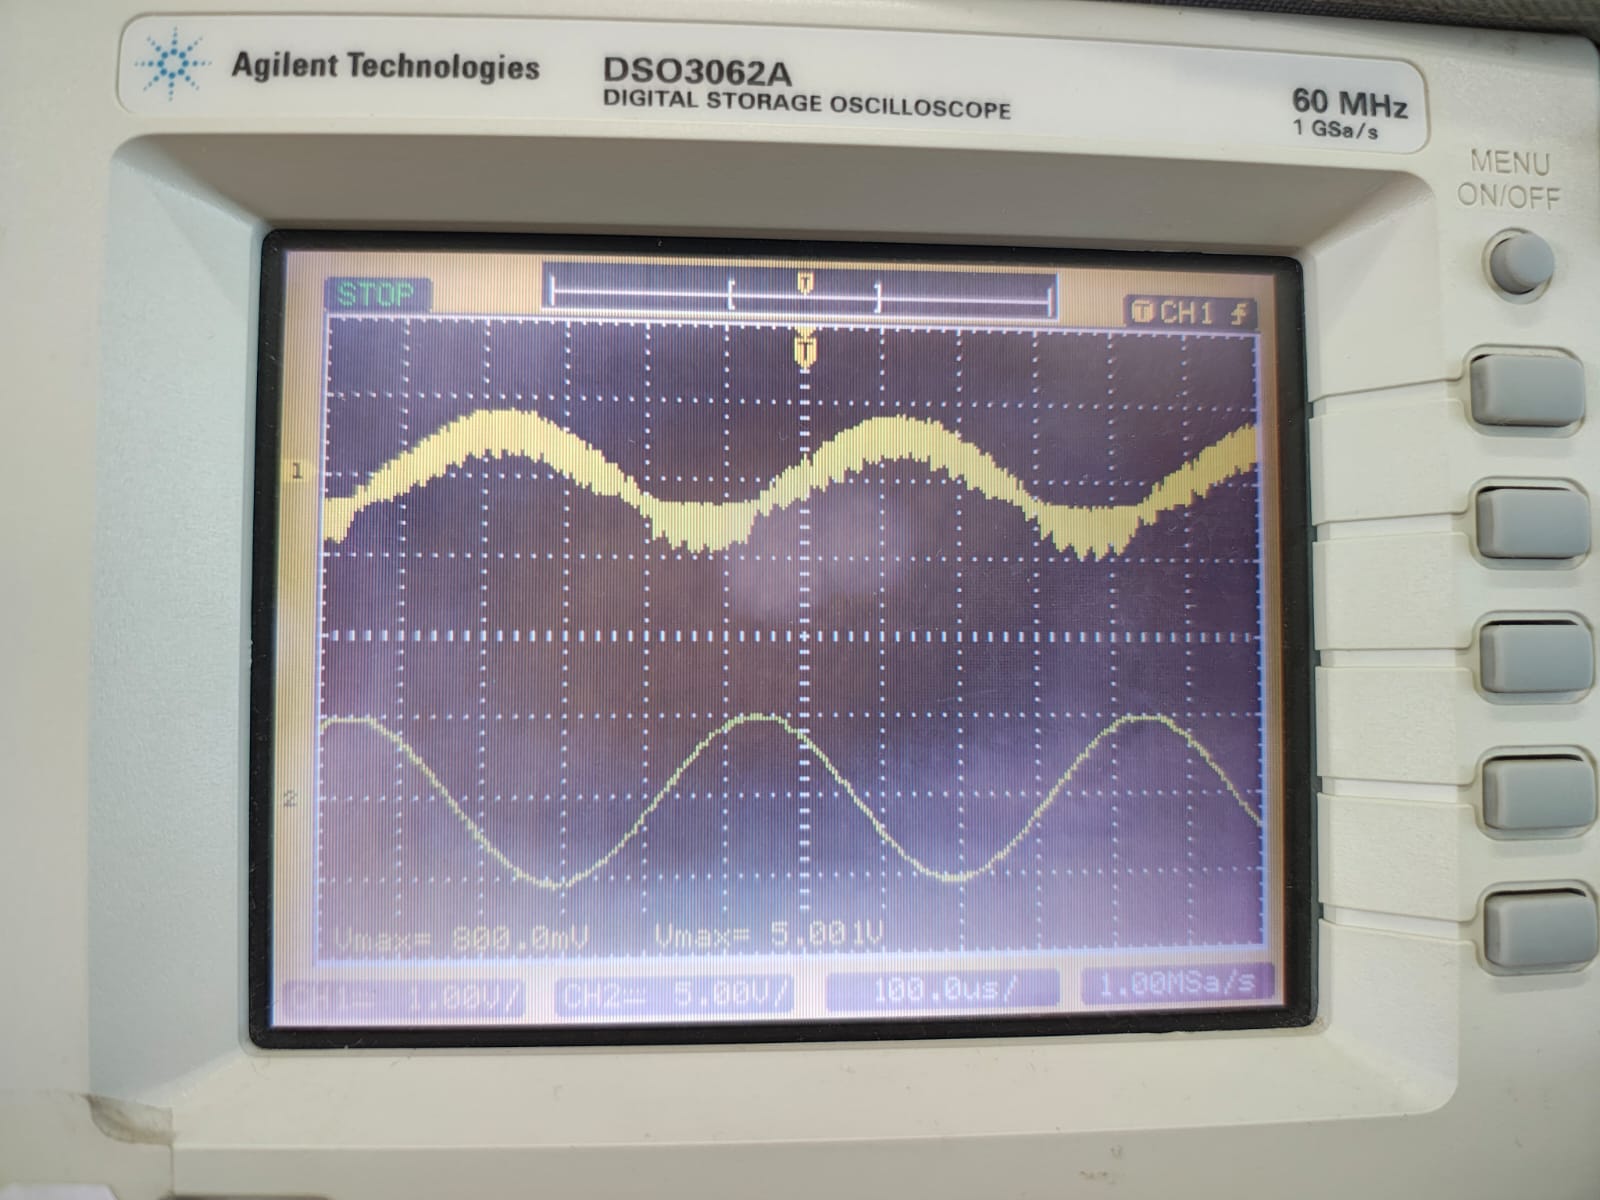 Agilent Technologies
DSO3062A
DIGITAL STORAGE OSCILLOSCOPE
60 MHz
1 GSa/s
MENU
ON/OFF
STOP
T
T CH1
T
1
2
Vmax= 800.0mV Vmax= 5.001V
CH1= 1.00V/ CH2= 5.00V/ 100.0us/ 1.00MSa/s